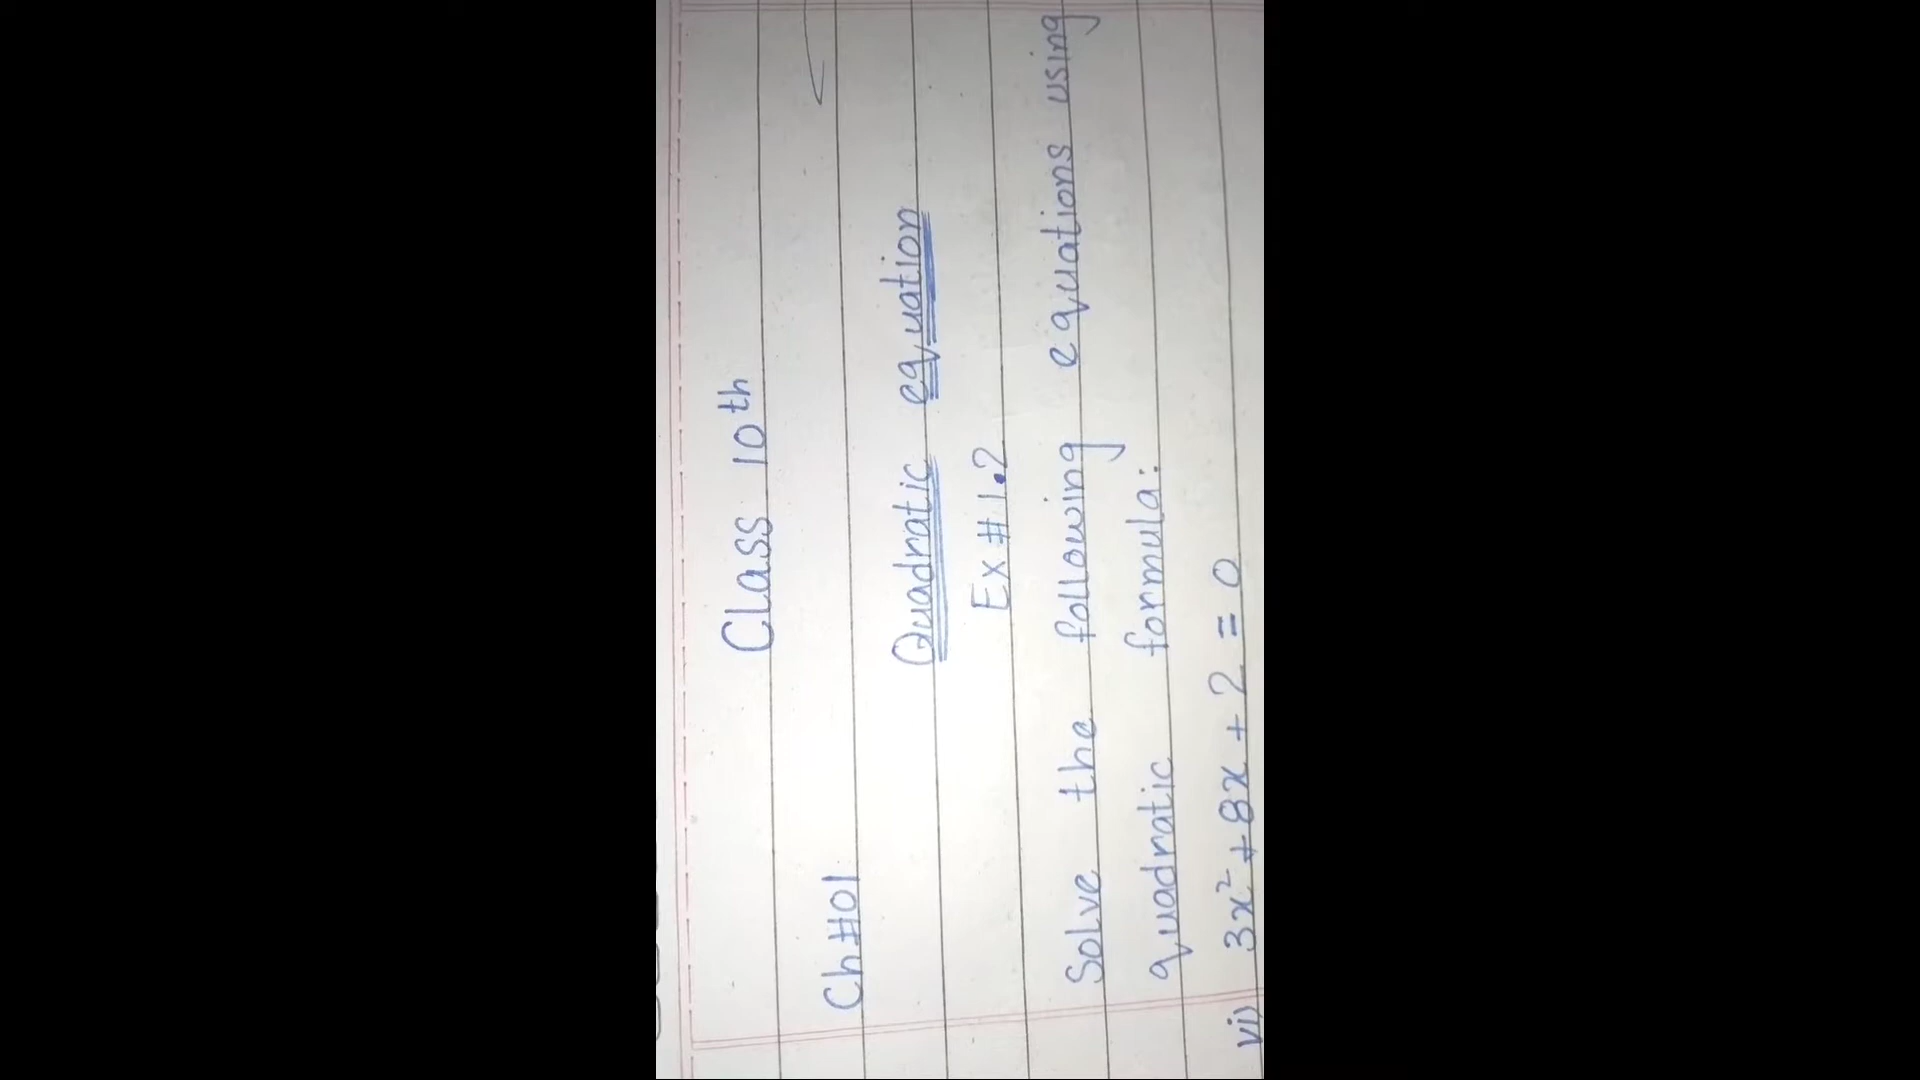 Class 10th
Ch#01
Quadratic equation
Ex # 1.2
Solve the following equations using
quadratic formula:
vi) 3x² + 8x + 2 = 0